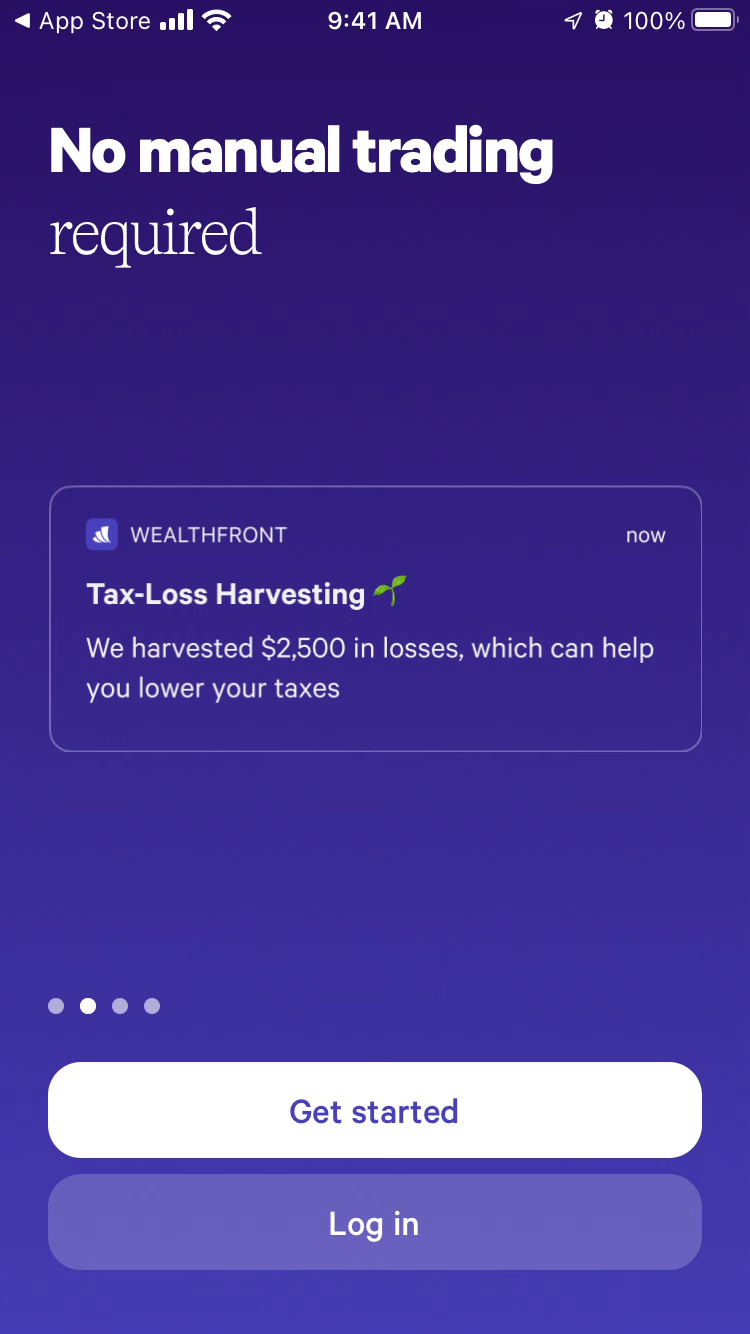 App Store 9:41 AM 100%
No manual trading
required
WEALTHFRONT now
Tax-Loss Harvesting 🌱
We harvested $2,500 in losses, which can help
you lower your taxes
Get started
Log in